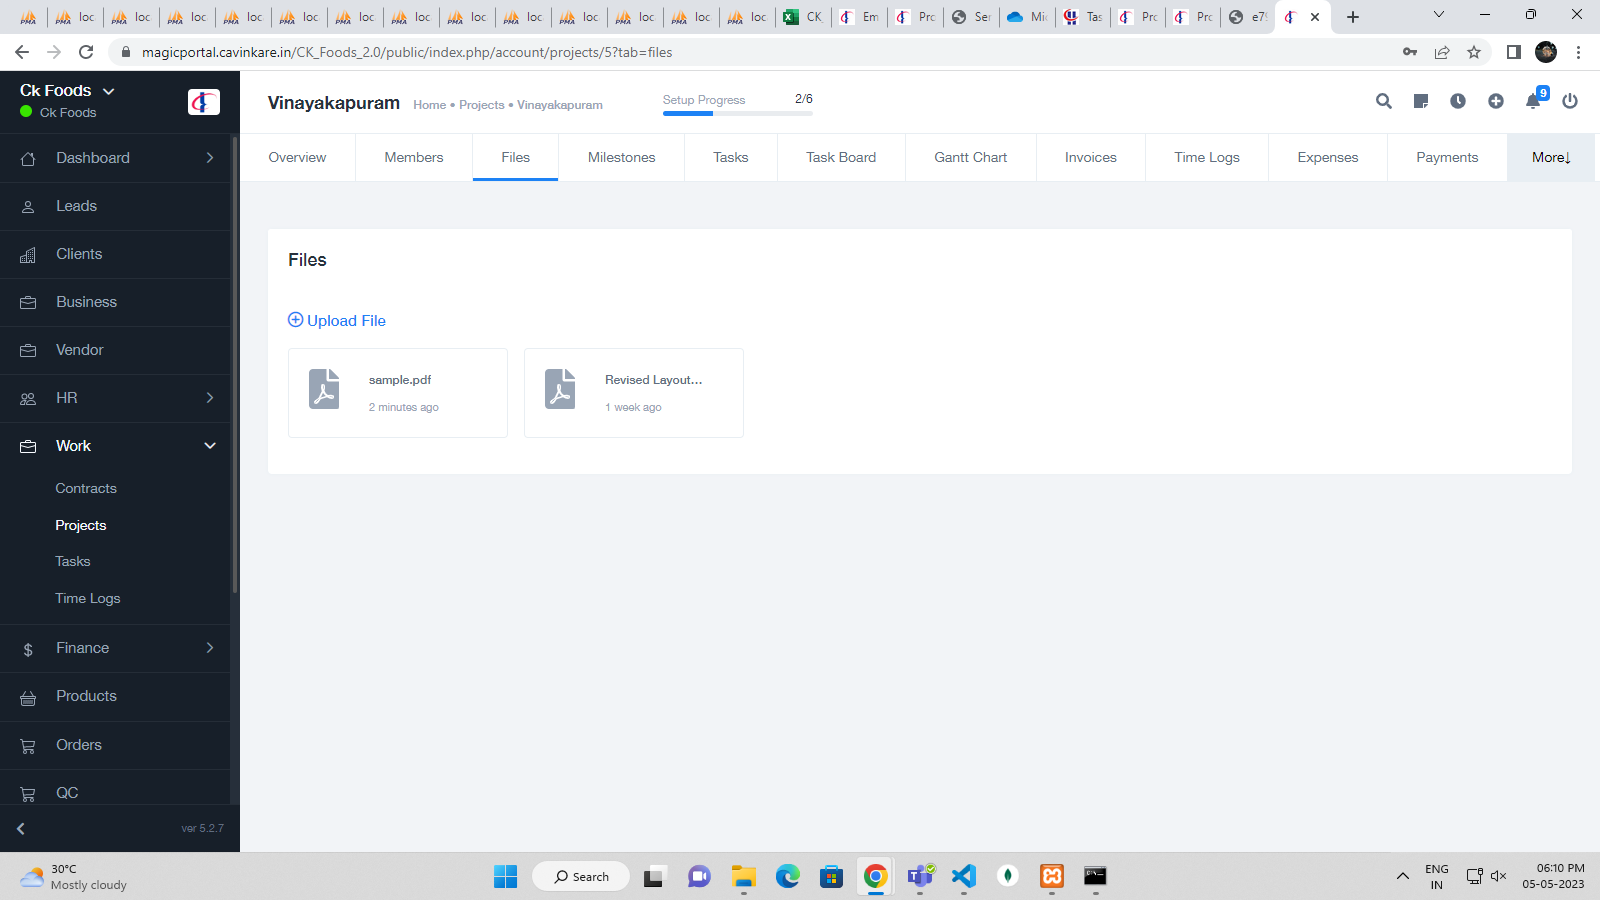 loc
loc
loc
loc
loc
loc
loc
loc
loc
loc
loc
loc
loc
loc
CK
Em
Pro
Ser
Mic
Tas
Pro
Pro
e75
magicportal.cavinkare.in/CK_Foods_2.0/public/index.php/account/projects/5?tab=files
Ck Foods
Ck Foods
Vinayakapuram
Home • Projects • Vinayakapuram
Setup Progress
2/6
9
Overview
Members
Files
Milestones
Tasks
Task Board
Gantt Chart
Invoices
Time Logs
Expenses
Payments
More↓
Dashboard
Leads
Clients
Business
Vendor
HR
Work
Contracts
Projects
Tasks
Time Logs
Finance
Products
Orders
QC
ver 5.2.7
Files
Upload File
sample.pdf
2 minutes ago
Revised Layout...
1 week ago
30°C
Mostly cloudy
Search
ENG
IN
06:10 PM
05-05-2023